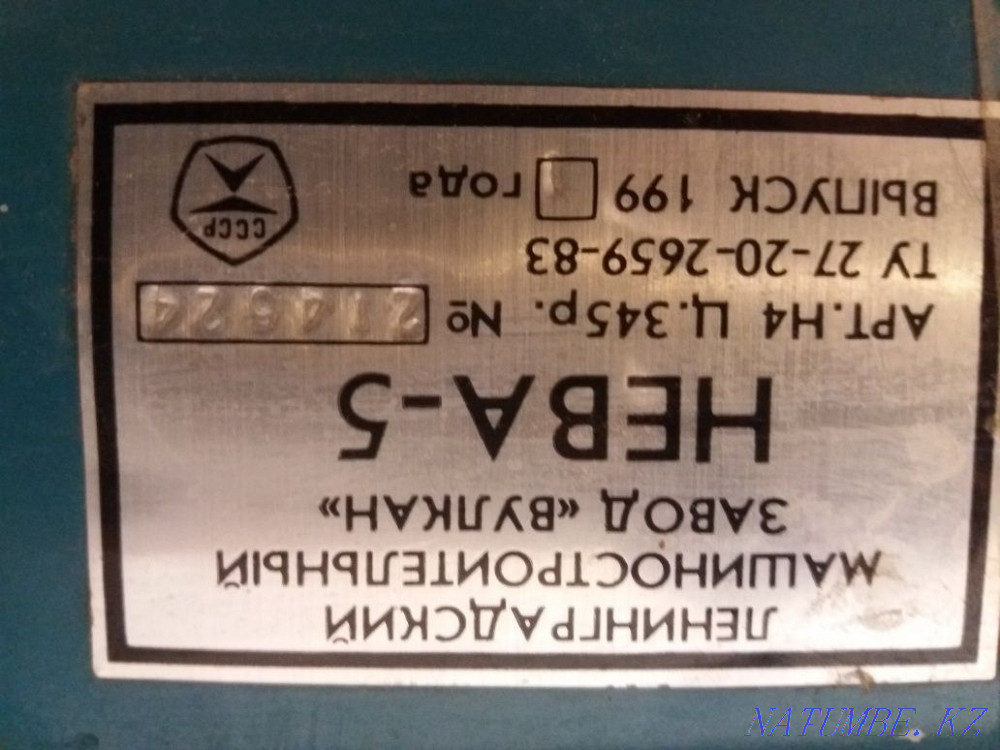 ЛЕНИНГРАДСКИЙ
МАШИНОСТРОИТЕЛЬНЫЙ
ЗАВОД «ВУЛКАН»
НЕВА-5
АРТ.Н4 Ц.345р. № 2146224
ТУ 27-20-2659-83
ВЫПУСК 199 года
СССР
NATUMBE.KZ